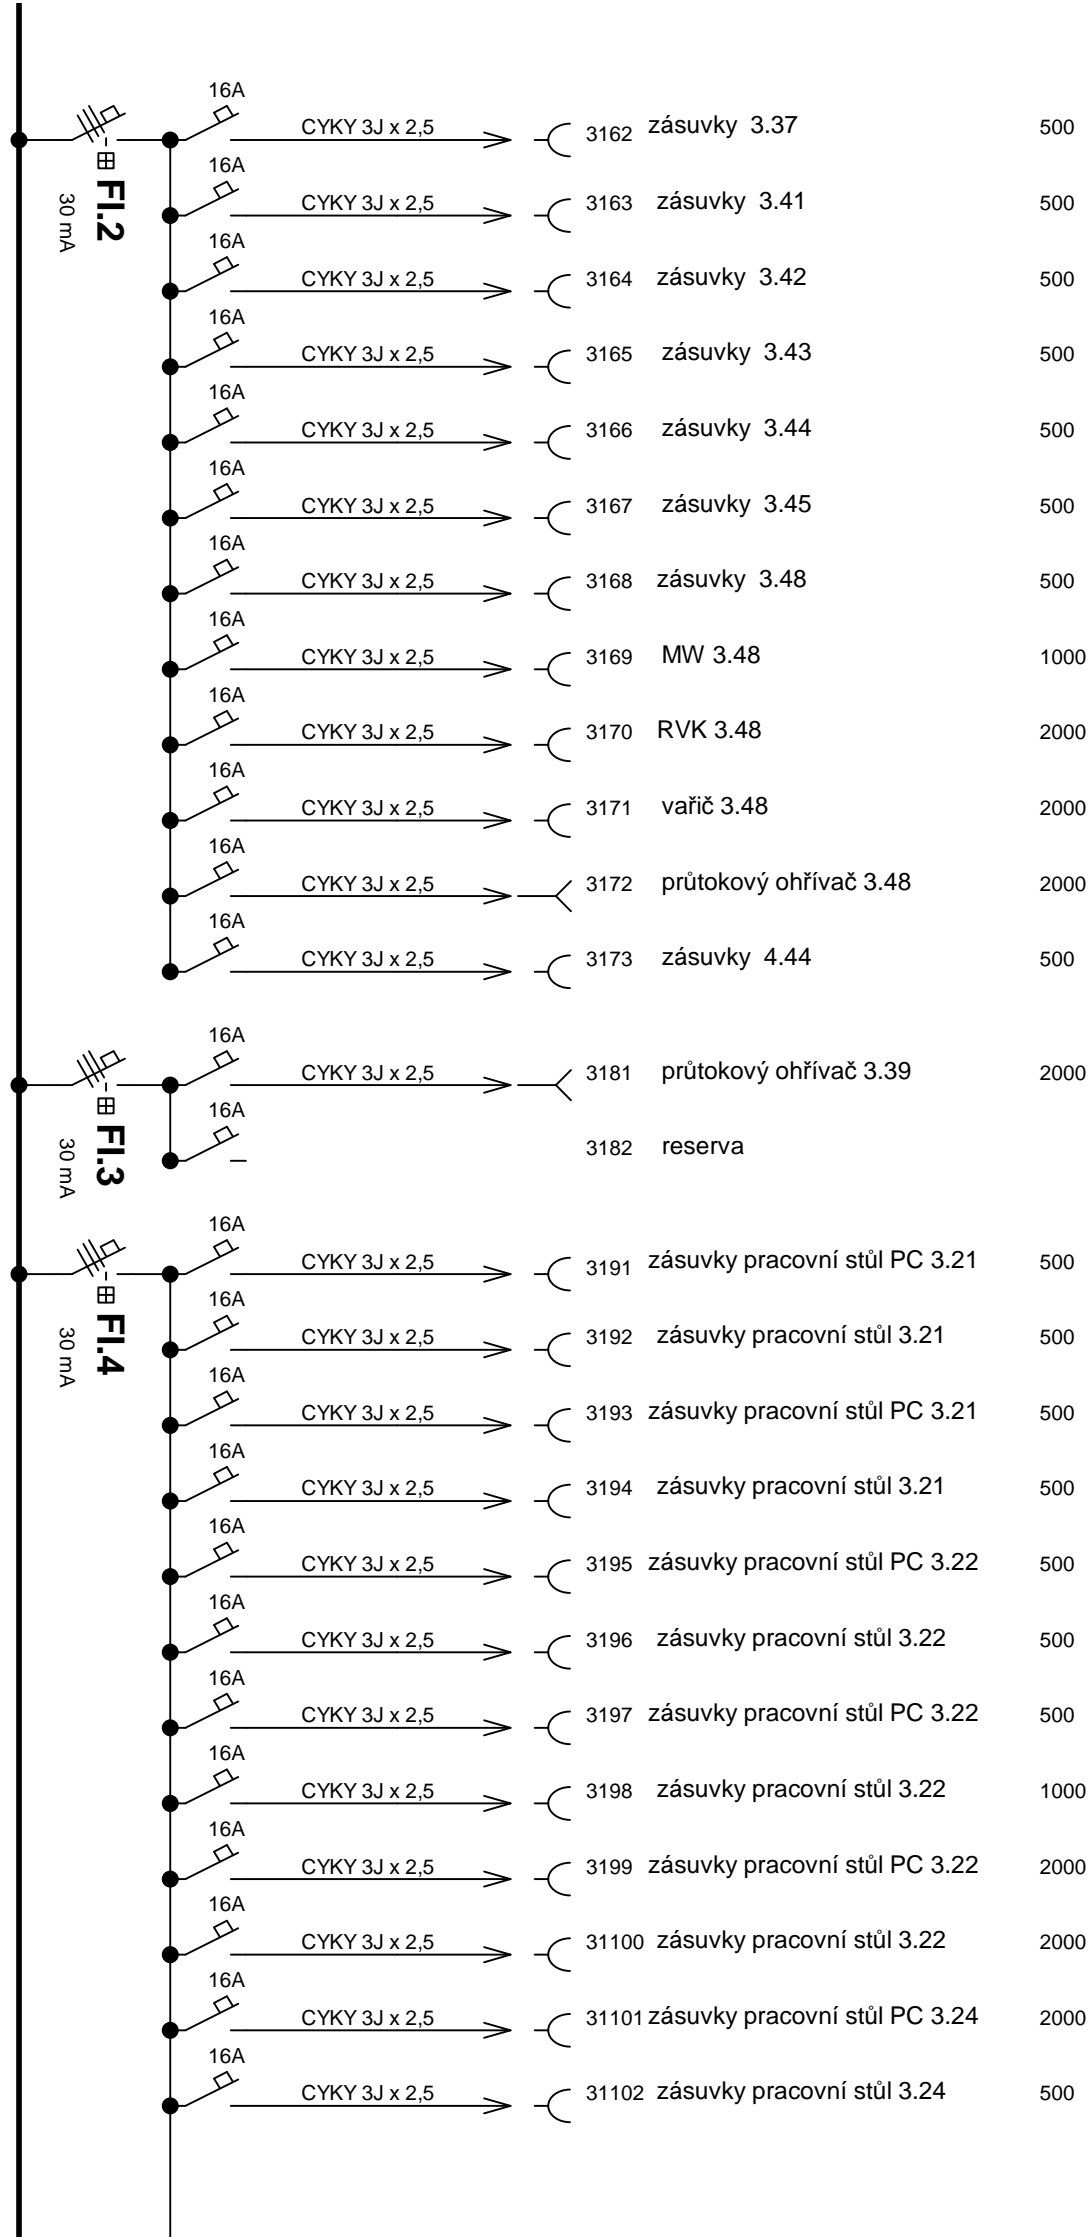 16A
CYKY 3J x 2,5 3162 zásuvky 3.37 500
FI.2
30 mA
16A
CYKY 3J x 2,5 3163 zásuvky 3.41 500
16A
CYKY 3J x 2,5 3164 zásuvky 3.42 500
16A
CYKY 3J x 2,5 3165 zásuvky 3.43 500
16A
CYKY 3J x 2,5 3166 zásuvky 3.44 500
16A
CYKY 3J x 2,5 3167 zásuvky 3.45 500
16A
CYKY 3J x 2,5 3168 zásuvky 3.48 500
16A
CYKY 3J x 2,5 3169 MW 3.48 1000
16A
CYKY 3J x 2,5 3170 RVK 3.48 2000
16A
CYKY 3J x 2,5 3171 vařič 3.48 2000
16A
CYKY 3J x 2,5 3172 průtokový ohřívač 3.48 2000
16A
CYKY 3J x 2,5 3173 zásuvky 4.44 500
16A
CYKY 3J x 2,5 3181 průtokový ohřívač 3.39 2000
FI.3
30 mA
16A
3182 reserva
16A
CYKY 3J x 2,5 3191 zásuvky pracovní stůl PC 3.21 500
FI.4
30 mA
16A
CYKY 3J x 2,5 3192 zásuvky pracovní stůl 3.21 500
16A
CYKY 3J x 2,5 3193 zásuvky pracovní stůl PC 3.21 500
16A
CYKY 3J x 2,5 3194 zásuvky pracovní stůl 3.21 500
16A
CYKY 3J x 2,5 3195 zásuvky pracovní stůl PC 3.22 500
16A
CYKY 3J x 2,5 3196 zásuvky pracovní stůl 3.22 500
16A
CYKY 3J x 2,5 3197 zásuvky pracovní stůl PC 3.22 500
16A
CYKY 3J x 2,5 3198 zásuvky pracovní stůl 3.22 1000
16A
CYKY 3J x 2,5 3199 zásuvky pracovní stůl PC 3.22 2000
16A
CYKY 3J x 2,5 31100 zásuvky pracovní stůl 3.22 2000
16A
CYKY 3J x 2,5 31101 zásuvky pracovní stůl PC 3.24 2000
16A
CYKY 3J x 2,5 31102 zásuvky pracovní stůl 3.24 500